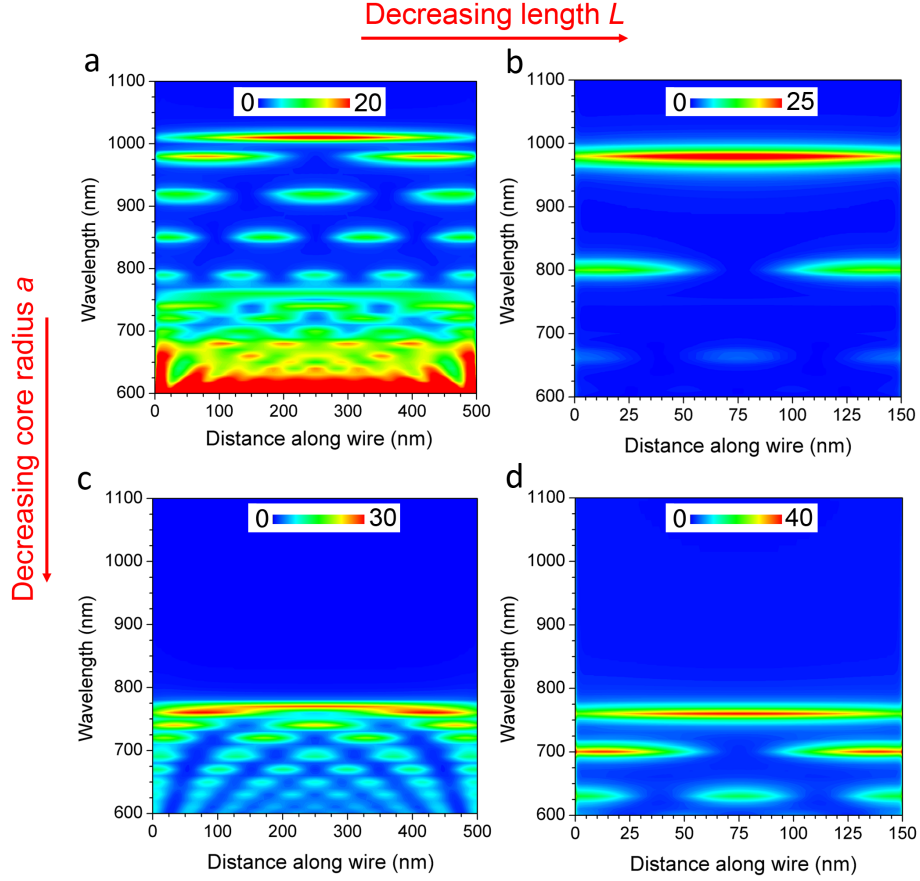 Decreasing length L
Decreasing core radius a
a
0 20
1100
1000
900
800
700
600
Wavelength (nm)
0 100 200 300 400 500
Distance along wire (nm)
b
0 25
1100
1000
900
800
700
600
Wavelength (nm)
0 25 50 75 100 125 150
Distance along wire (nm)
c
0 30
1100
1000
900
800
700
600
Wavelength (nm)
0 100 200 300 400 500
Distance along wire (nm)
d
0 40
1100
1000
900
800
700
600
Wavelength (nm)
0 25 50 75 100 125 150
Distance along wire (nm)